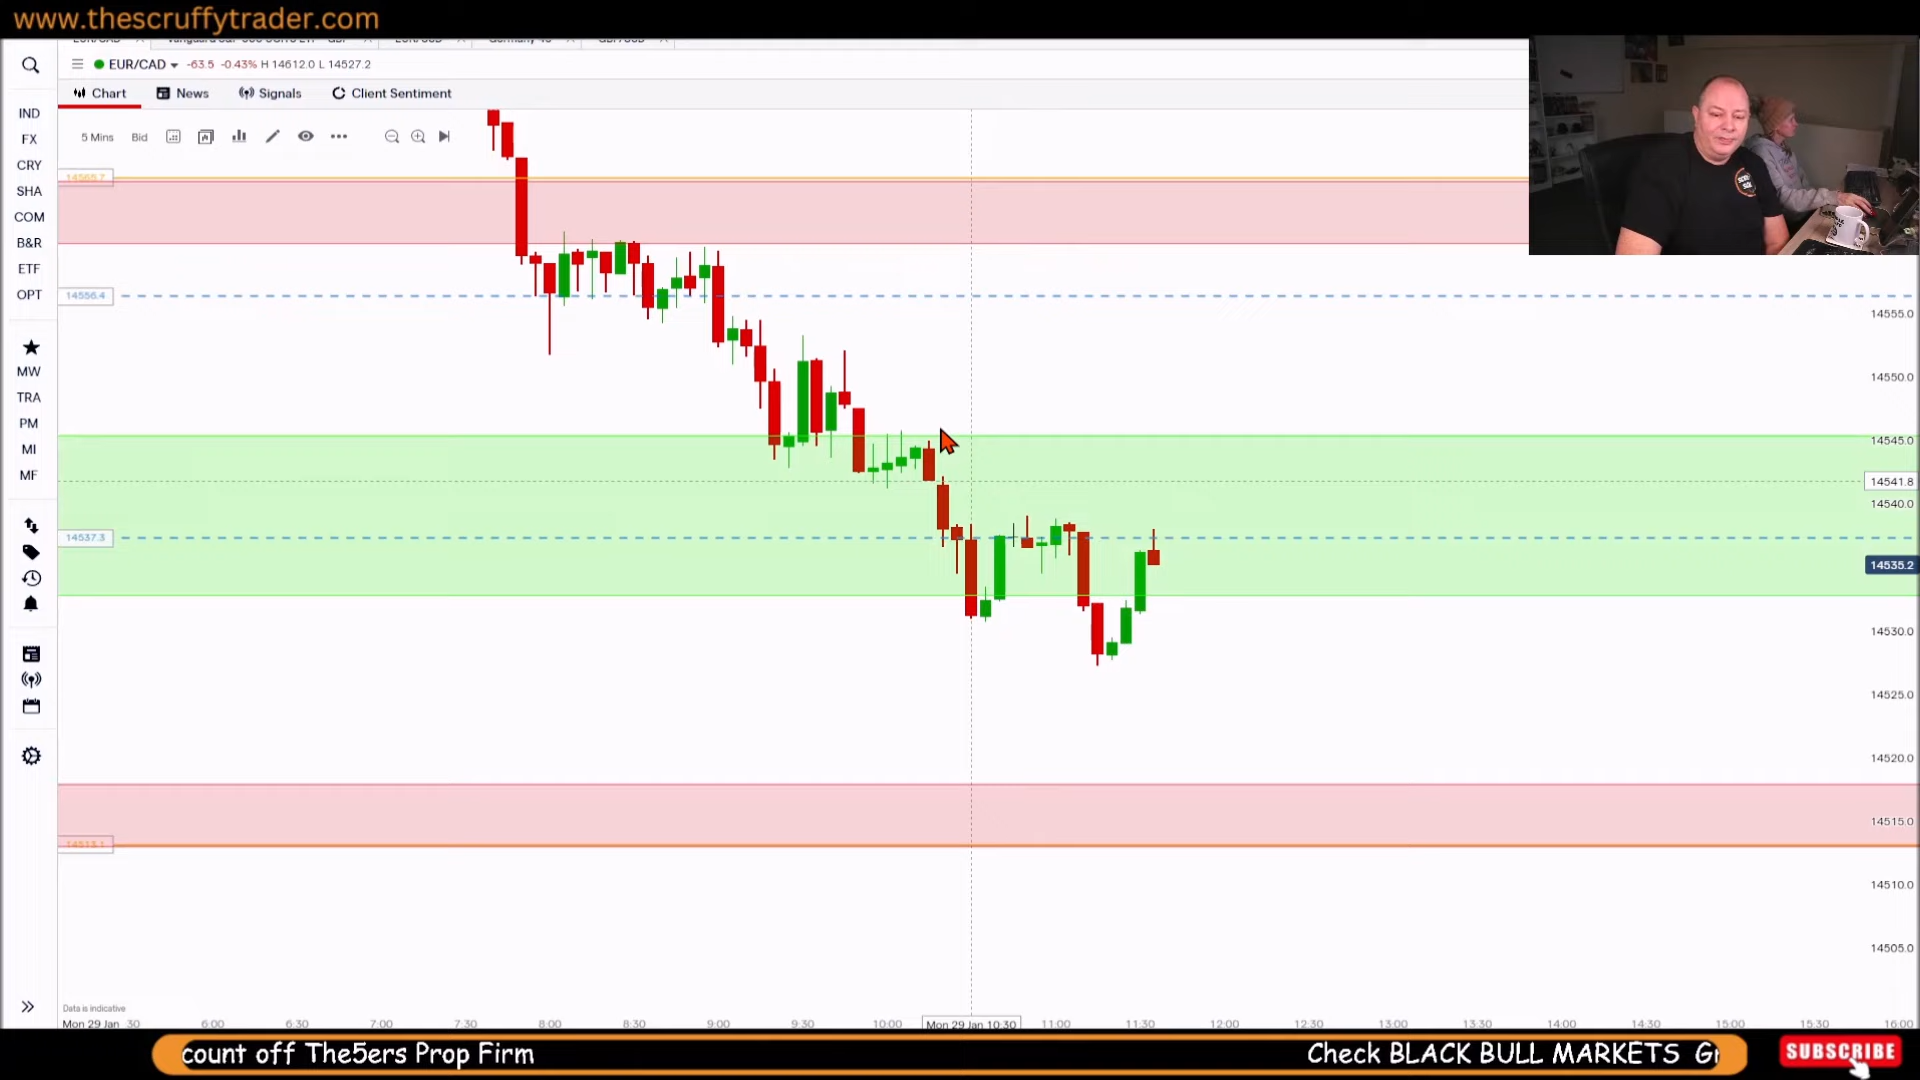 www.thescruffytrader.com
EUR/CAD -63.5 -0.43% H 14612.0 L 14527.2
Chart News Signals Client Sentiment
5 Mins Bid
IND
FX
CRY
SHA
COM
B&R
ETF
OPT
MW
TRA
PM
MI
MF
14565.7
14556.4
14537.3
14513.1
14555.0
14550.0
14545.0
14541.8
14540.0
14535.2
14530.0
14525.0
14520.0
14515.0
14510.0
14505.0
Data is indicative
Mon 29 Jan 30 6:00 6:30 7:00 7:30 8:00 8:30 9:00 9:30 10:00 Mon 29 Jan 10:30 11:00 11:30 12:00 12:30 13:00 13:30 14:00 14:30 15:00 15:30 16:00
count off The5ers Prop Firm
Check BLACK BULL MARKETS
SUBSCRIBE